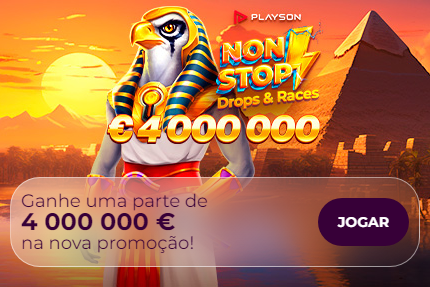 PLAYSON
NON
STOP
Drops & Races
€4 000 000
Ganhe uma parte de
4 000 000 €
na nova promoção!
JOGAR